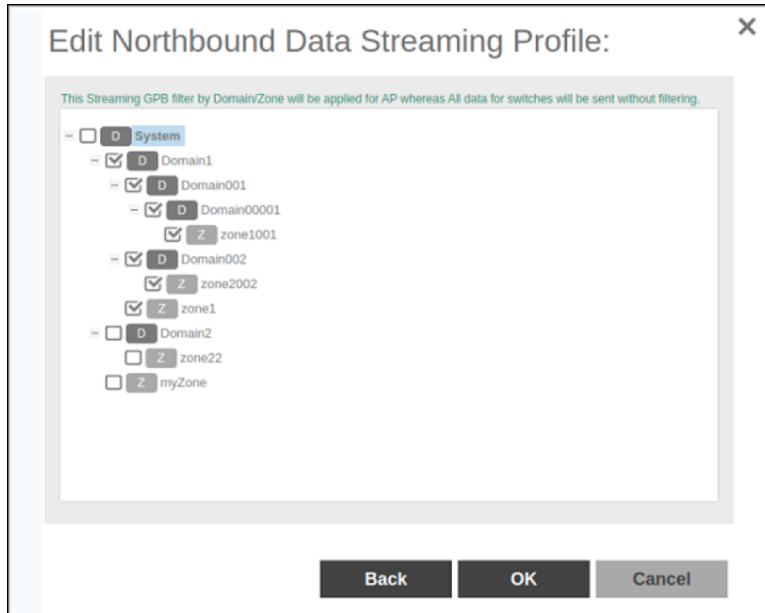 Edit Northbound Data Streaming Profile:
This Streaming GPB filter by Domain/Zone will be applied for AP whereas All data for switches will be sent without filtering.
D System
D Domain1
D Domain001
D Domain00001
Z zone1001
D Domain002
Z zone2002
Z zone1
D Domain2
Z zone22
Z myZone
Back OK Cancel